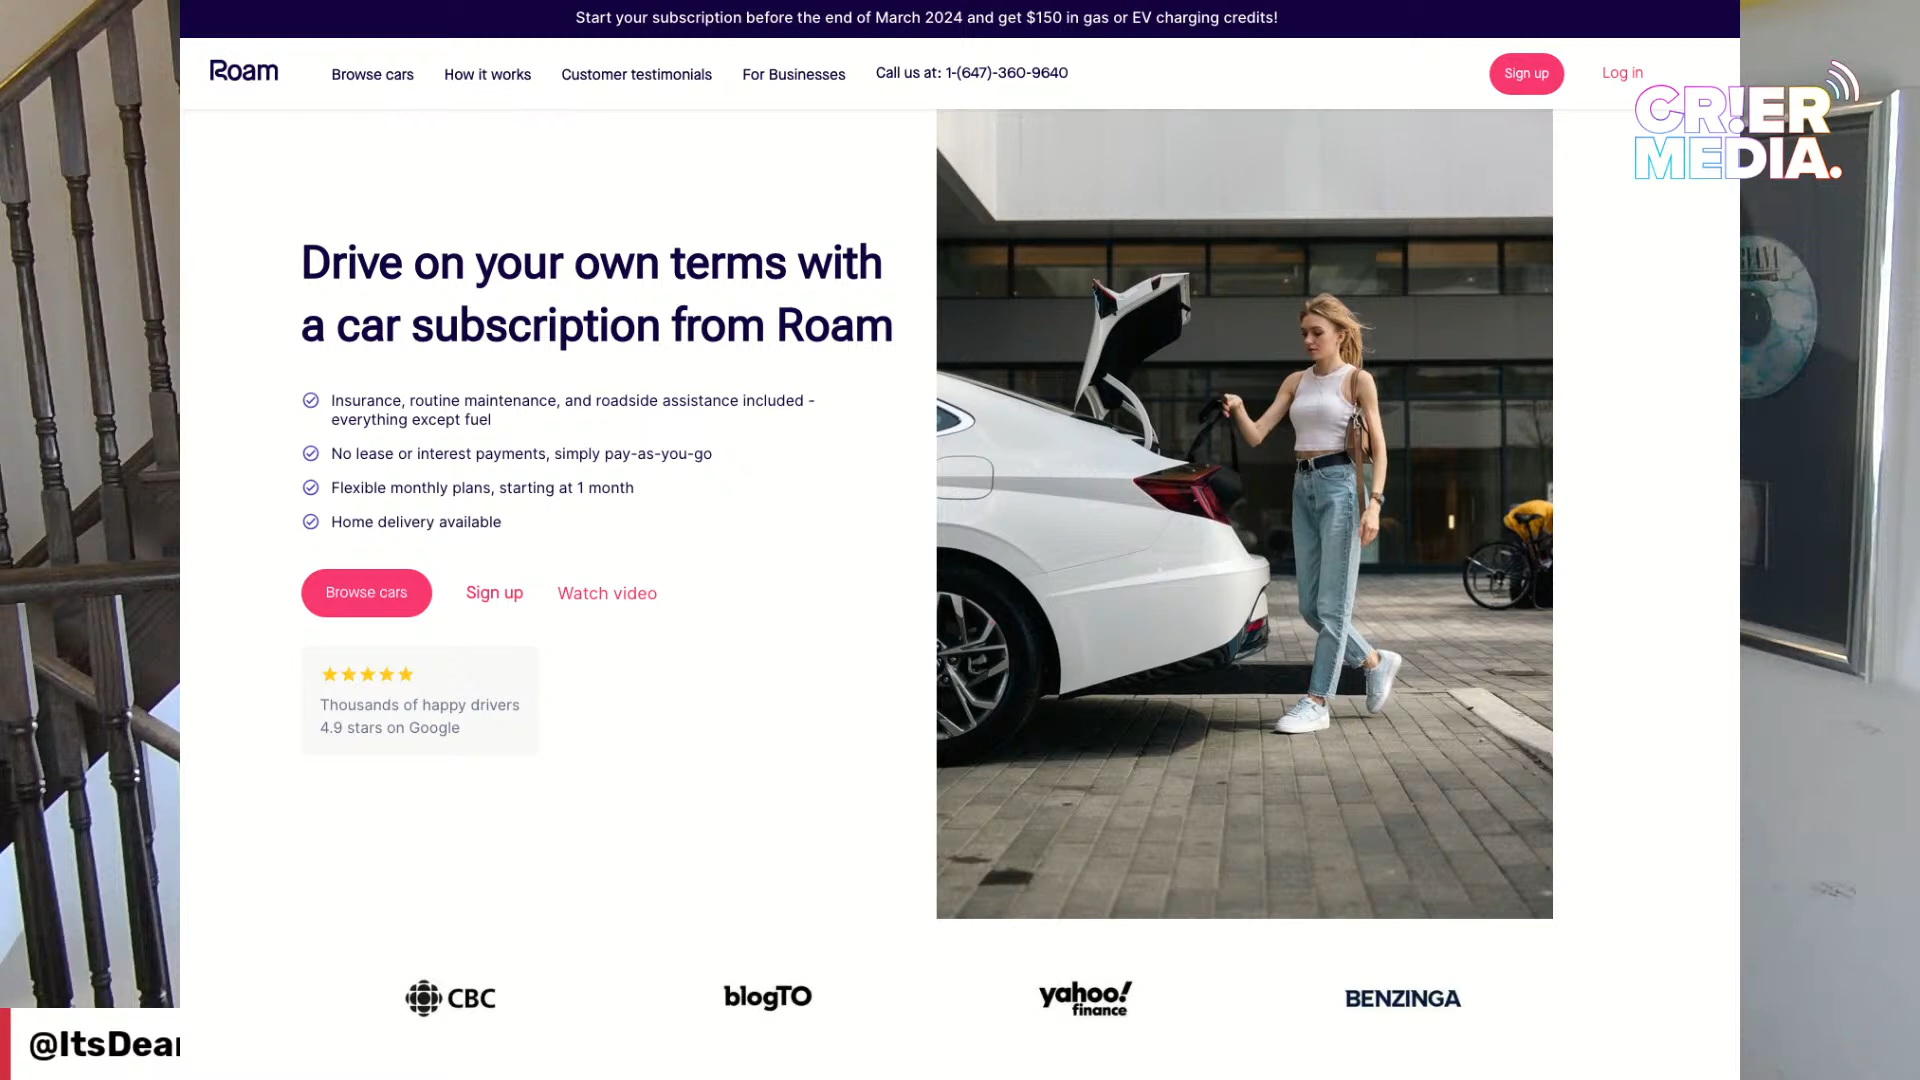 Start your subscription before the end of March 2024 and get $150 in gas or EV charging credits!
Roam
Browse cars
How it works
Customer testimonials
For Businesses
Call us at: 1-(647)-360-9640
Sign up
Log in
CR!ER
MEDIA.
Drive on your own terms with
a car subscription from Roam
Insurance, routine maintenance, and roadside assistance included -
everything except fuel
No lease or interest payments, simply pay-as-you-go
Flexible monthly plans, starting at 1 month
Home delivery available
Browse cars
Sign up
Watch video
Thousands of happy drivers
4.9 stars on Google
CBC
blogTO
yahoo!
finance
BENZINGA